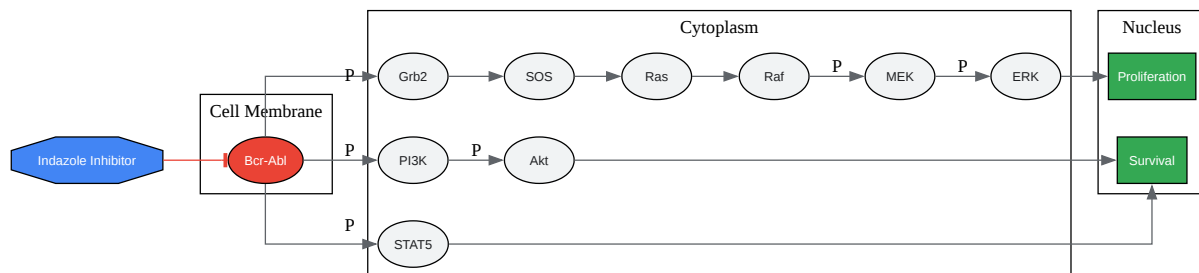 Cytoplasm
Nucleus
P
Grb2
SOS
Ras
Raf
P
MEK
P
ERK
Proliferation
Cell Membrane
Indazole Inhibitor
Bcr-Abl
P
PI3K
P
Akt
Survival
P
STAT5